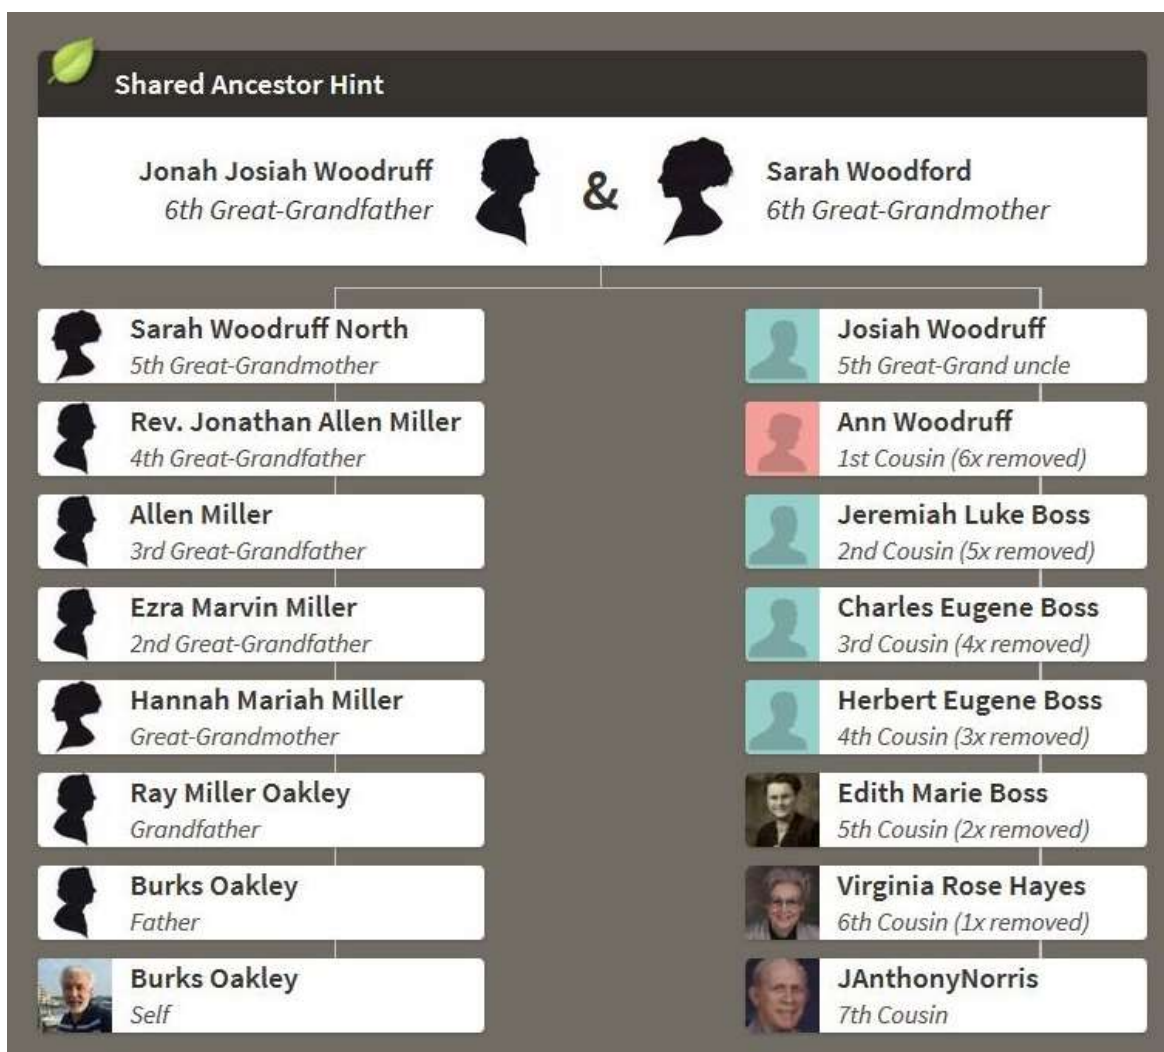 Shared Ancestor Hint
Jonah Josiah Woodruff
6th Great-Grandfather
&
Sarah Woodford
6th Great-Grandmother
Sarah Woodruff North
5th Great-Grandmother
Rev. Jonathan Allen Miller
4th Great-Grandfather
Allen Miller
3rd Great-Grandfather
Ezra Marvin Miller
2nd Great-Grandfather
Hannah Mariah Miller
Great-Grandmother
Ray Miller Oakley
Grandfather
Burks Oakley
Father
Burks Oakley
Self
Josiah Woodruff
5th Great-Grand uncle
Ann Woodruff
1st Cousin (6x removed)
Jeremiah Luke Boss
2nd Cousin (5x removed)
Charles Eugene Boss
3rd Cousin (4x removed)
Herbert Eugene Boss
4th Cousin (3x removed)
Edith Marie Boss
5th Cousin (2x removed)
Virginia Rose Hayes
6th Cousin (1x removed)
JAnthonyNorris
7th Cousin